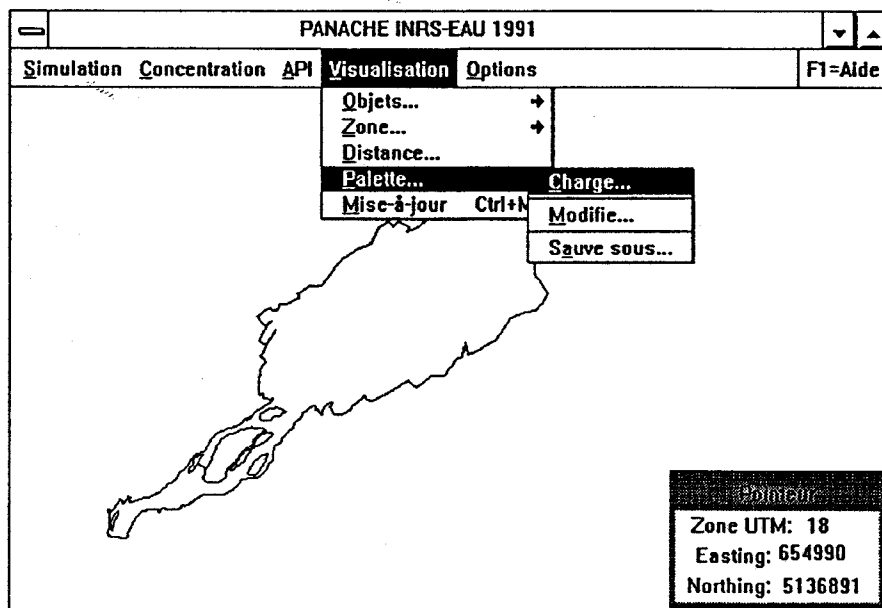 PANACHE INRS-EAU 1991
Simulation Concentration API Visualisation Options F1=Aide
Objets...
Zone...
Distance...
Palette... Charge...
Mise-à-jour Ctrl+M
Modifie...
Sauve sous...
Pointeur
Zone UTM: 18
Easting: 654990
Northing: 5136891